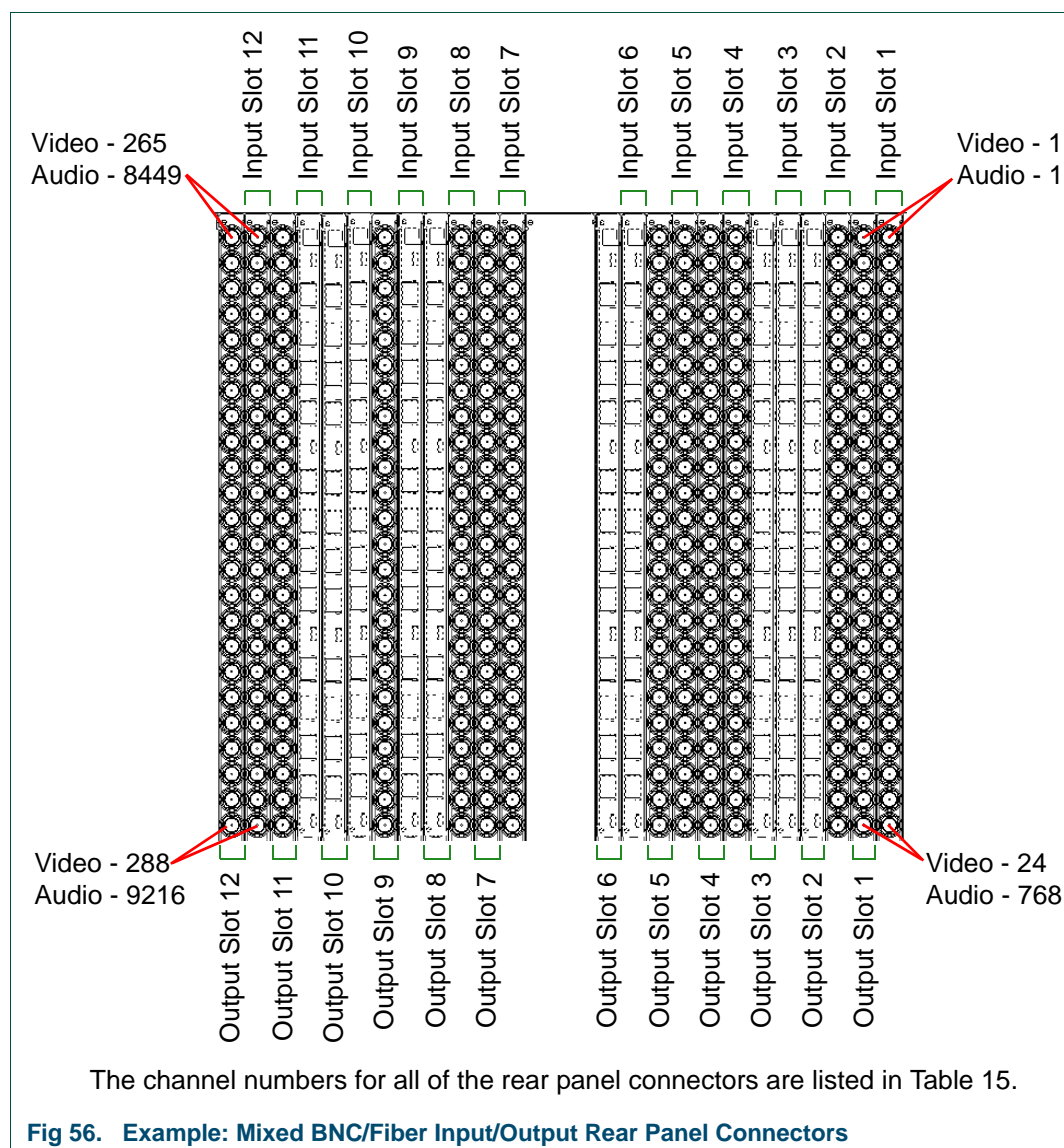 Input Slot 12
Input Slot 11
Input Slot 10
Input Slot 9
Input Slot 8
Input Slot 7
Input Slot 6
Input Slot 5
Input Slot 4
Input Slot 3
Input Slot 2
Input Slot 1
Video - 265
Audio - 8449
Video - 1
Audio - 1
Video - 288
Audio - 9216
Video - 24
Audio - 768
Output Slot 12
Output Slot 11
Output Slot 10
Output Slot 9
Output Slot 8
Output Slot 7
Output Slot 6
Output Slot 5
Output Slot 4
Output Slot 3
Output Slot 2
Output Slot 1
The channel numbers for all of the rear panel connectors are listed in Table 15.
Fig 56. Example: Mixed BNC/Fiber Input/Output Rear Panel Connectors